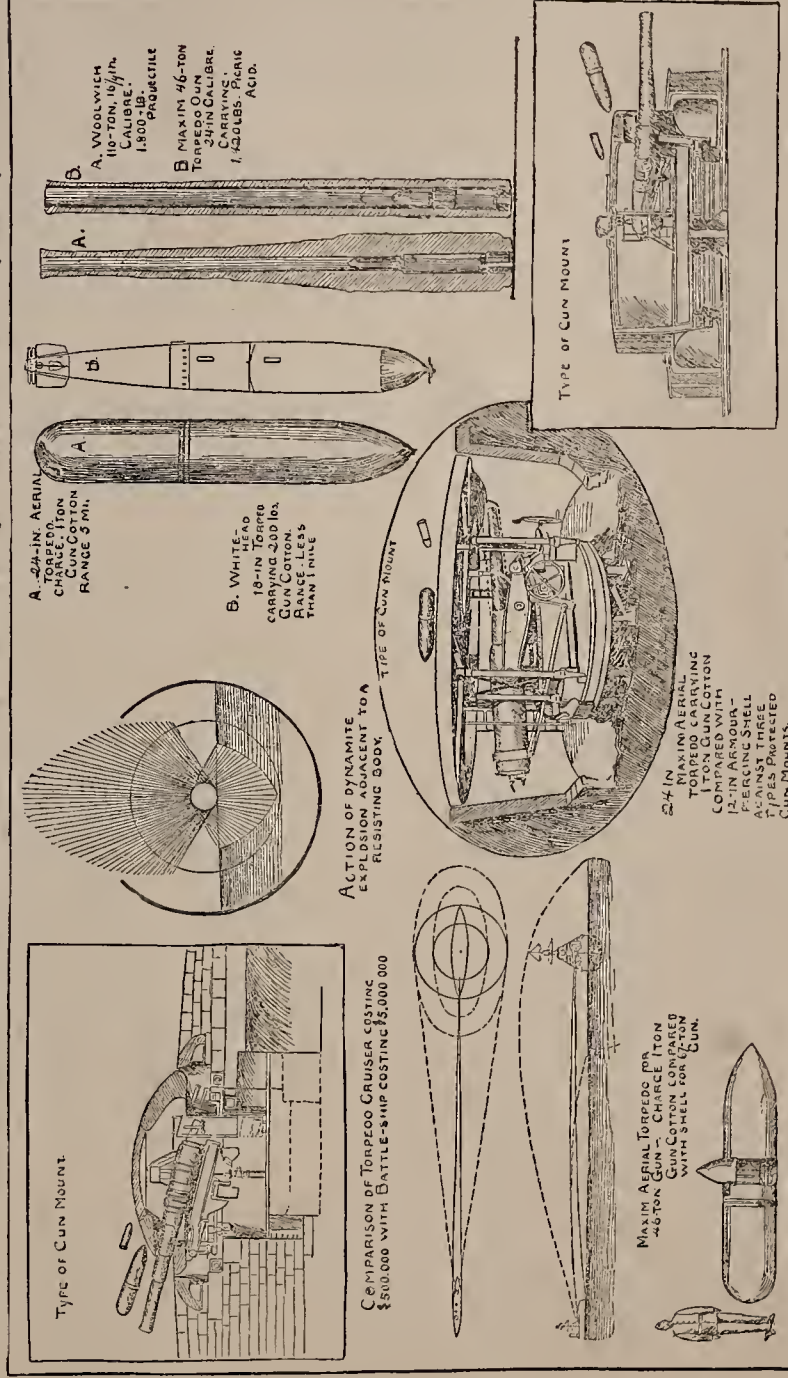 TYPE OF GUN MOUNT.
COMPARISON OF TORPEDO CRUISER COSTING
$500.000 WITH BATTLE-SHIP COSTING $5,000 000
MAXIM AERIAL TORPEDO FOR
46-TON GUN – CHARGE 1 TON
GUN COTTON COMPARED
WITH SHELL FOR 67-TON
GUN.
ACTION OF DYNAMITE
EXPLOSION ADJACENT TO A
RESISTING BODY.
TYPE OF GUN MOUNT
24 IN
MAXIM AERIAL
TORPEDO CARRYING
1 TON GUN COTTON
COMPARED WITH
12-IN ARMOUR-
PIERCING SHELL
AGAINST THREE
TYPES PROTECTED
GUN MOUNTS.
A. 24-IN. AERIAL
TORPEDO.
CHARGE. 1 TON
GUN COTTON
RANGE 5 MI.
A
B. WHITE-
HEAD
18-IN TORPEDO
CARRYING 200 lbs.
GUN COTTON.
RANGE - LESS
THAN 1 MILE
B.
A.
B.
A. WOOLWICH
110-TON, 16¼ IN.
CALIBRE.
1.800-LB.
PROJECTILE
B MAXIM 46-TON
TORPEDO GUN
24-IN CALIBRE.
CARRYING.
1,420 LBS. PICRIC
ACID.
TYPE OF GUN MOUNT